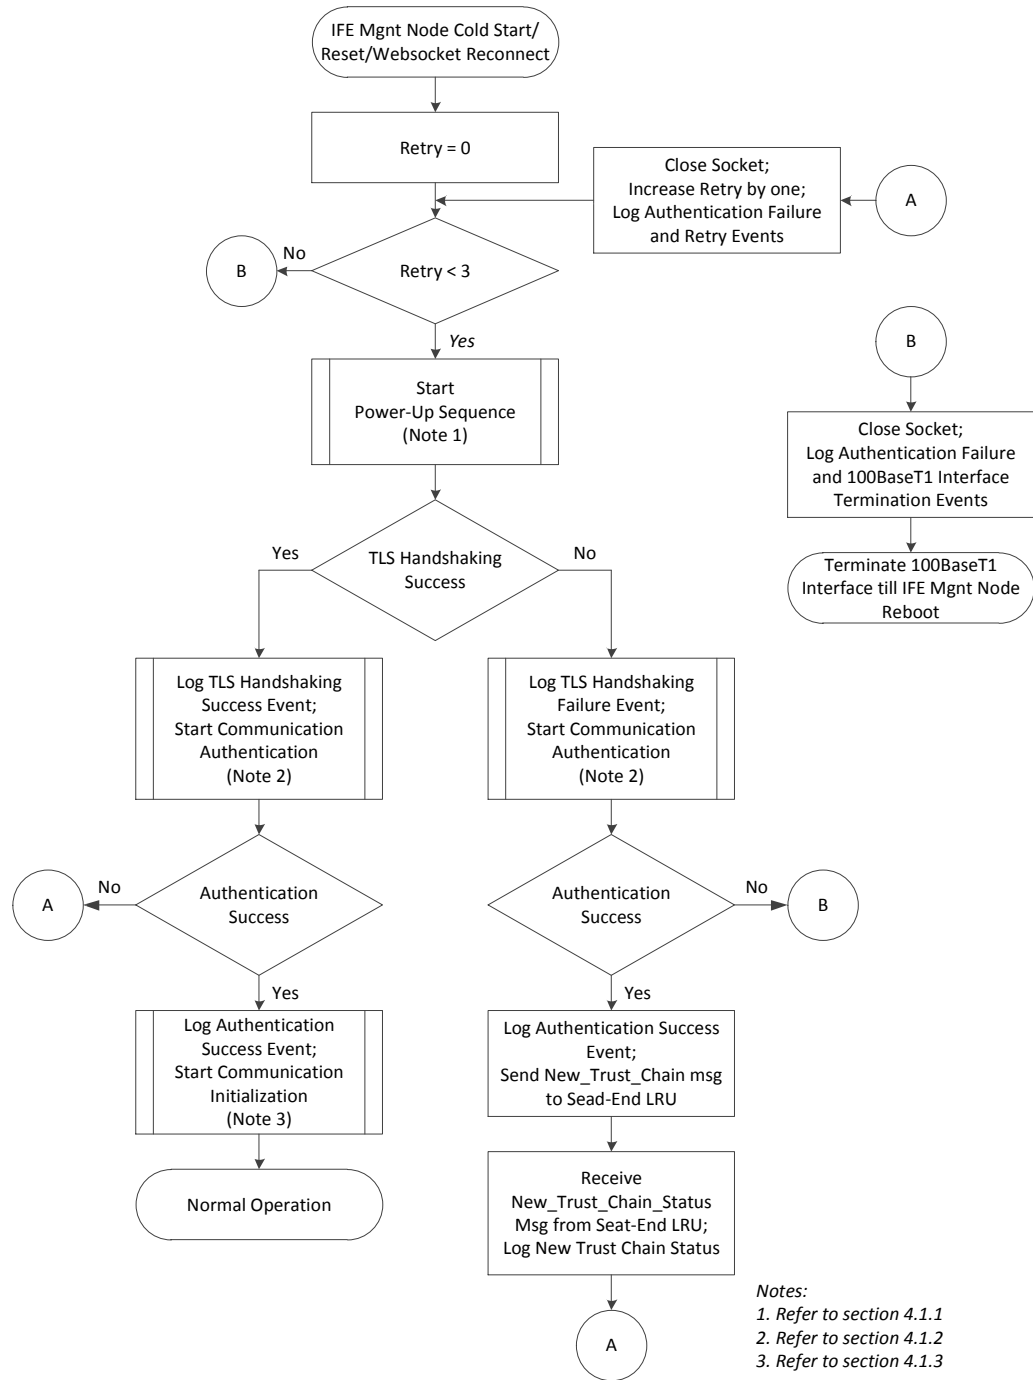 IFE Mgnt Node Cold Start/
Reset/Websocket Reconnect
Retry = 0
Close Socket;
Increase Retry by one;
Log Authentication Failure
and Retry Events
A
B
No
Retry < 3
Yes
B
Start
Power-Up Sequence
(Note 1)
Close Socket;
Log Authentication Failure
and 100BaseT1 Interface
Termination Events
Yes
TLS Handshaking
Success
No
Terminate 100BaseT1
Interface till IFE Mgnt Node
Reboot
Log TLS Handshaking
Success Event;
Start Communication
Authentication
(Note 2)
Log TLS Handshaking
Failure Event;
Start Communication
Authentication
(Note 2)
A
No
Authentication
Success
Authentication
Success
No
B
Yes
Yes
Log Authentication
Success Event;
Start Communication
Initialization
(Note 3)
Log Authentication Success
Event;
Send New_Trust_Chain msg
to Sead-End LRU
Normal Operation
Receive
New_Trust_Chain_Status
Msg from Seat-End LRU;
Log New Trust Chain Status
A
Notes:
1. Refer to section 4.1.1
2. Refer to section 4.1.2
3. Refer to section 4.1.3